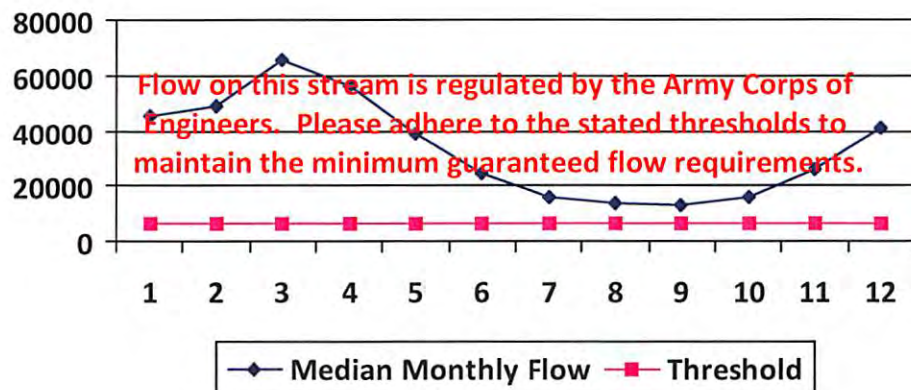 80000
60000
40000
20000
0
Flow on this stream is regulated by the Army Corps of
Engineers. Please adhere to the stated thresholds to
maintain the minimum guaranteed flow requirements.
1 2 3 4 5 6 7 8 9 10 11 12
Median Monthly Flow Threshold